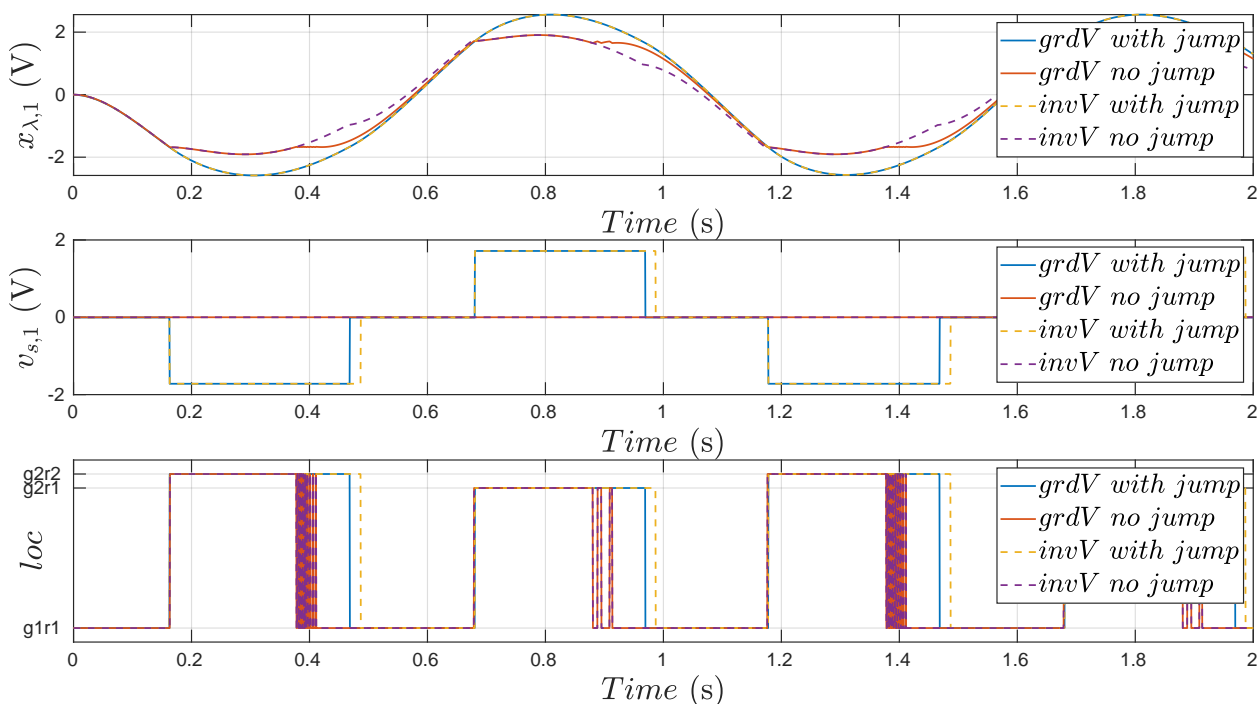 x_{λ,1} (V)
2
0
-2
grdV with jump
grdV no jump
invV with jump
invV no jump
0 0.2 0.4 0.6 0.8 1 1.2 1.4 1.6 1.8 2
Time (s)
v_{s,1} (V)
2
0
-2
grdV with jump
grdV no jump
invV with jump
invV no jump
0 0.2 0.4 0.6 0.8 1 1.2 1.4 1.6 1.8 2
Time (s)
loc
g2r2
g2r1
g1r1
grdV with jump
grdV no jump
invV with jump
invV no jump
0 0.2 0.4 0.6 0.8 1 1.2 1.4 1.6 1.8 2
Time (s)